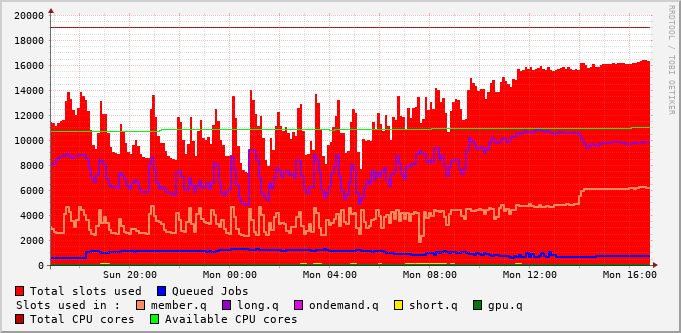 20000
18000
16000
14000
12000
10000
8000
6000
4000
2000
0
Sun 20:00 Mon 00:00 Mon 04:00 Mon 08:00 Mon 12:00 Mon 16:00
Total slots used Queued Jobs
Slots used in : member.q long.q ondemand.q short.q gpu.q
Total CPU cores Available CPU cores
RRDTOOL / TOBI OETIKER